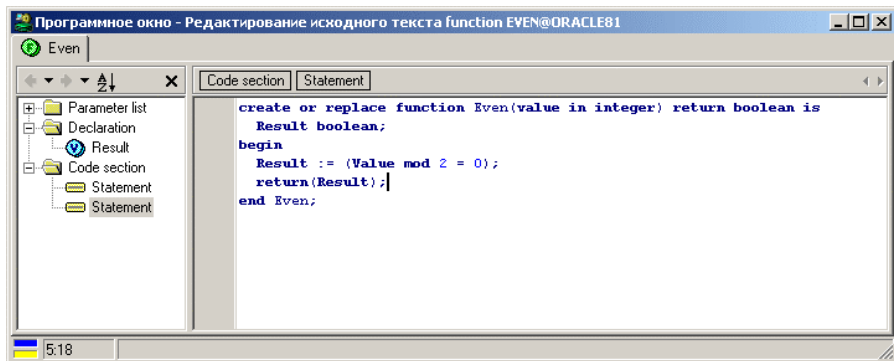 Программное окно - Редактирование исходного текста function EVEN@ORACLE81
Even
Code section Statement
Parameter list
Declaration
Result
Code section
Statement
Statement
create or replace function Even(value in integer) return boolean is
Result boolean;
begin
Result := (Value mod 2 = 0);
return(Result);
end Even;
5:18